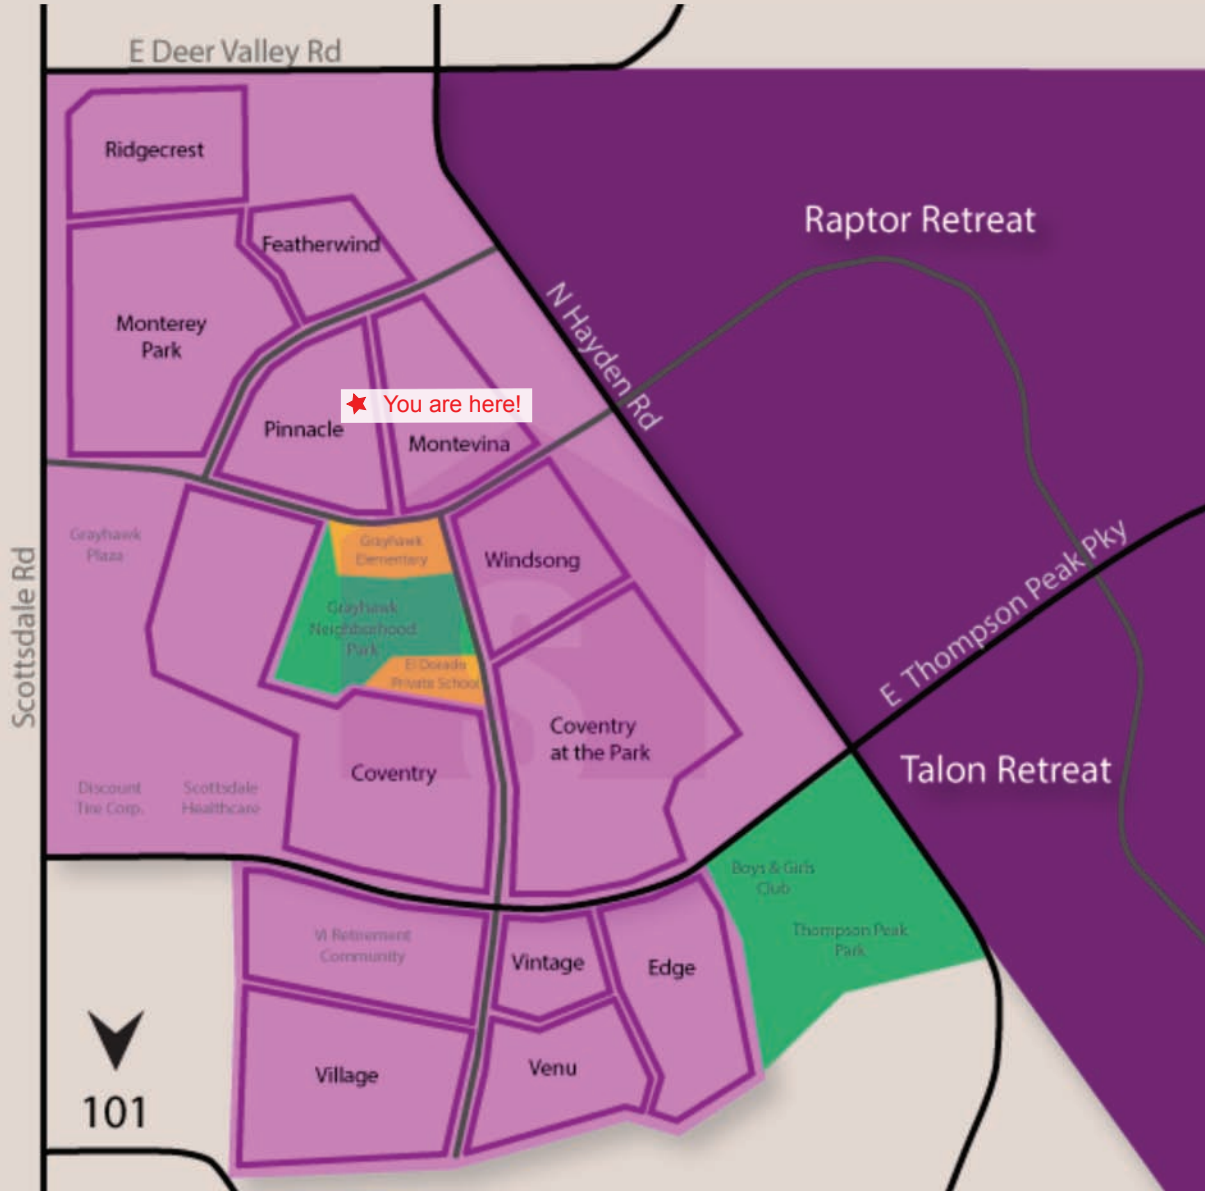 E Deer Valley Rd
Ridgecrest
Raptor Retreat
Featherwind
N Hayden Rd
Monterey
Park
You are here!
Pinnacle
Montevina
Grayhawk
Plaza
Grayhawk
Elementary
Windsong
E Thompson Peak Pky
Scottsdale Rd
Grayhawk
Neighborhood
Park
El Dorado
Private School
Coventry
at the Park
Coventry
Talon Retreat
Discount
Tire Corp.
Scottsdale
Healthcare
Boys & Girls
Club
Thompson Peak
Park
VI Retirement
Community
Vintage
Edge
Village
Venu
101
S